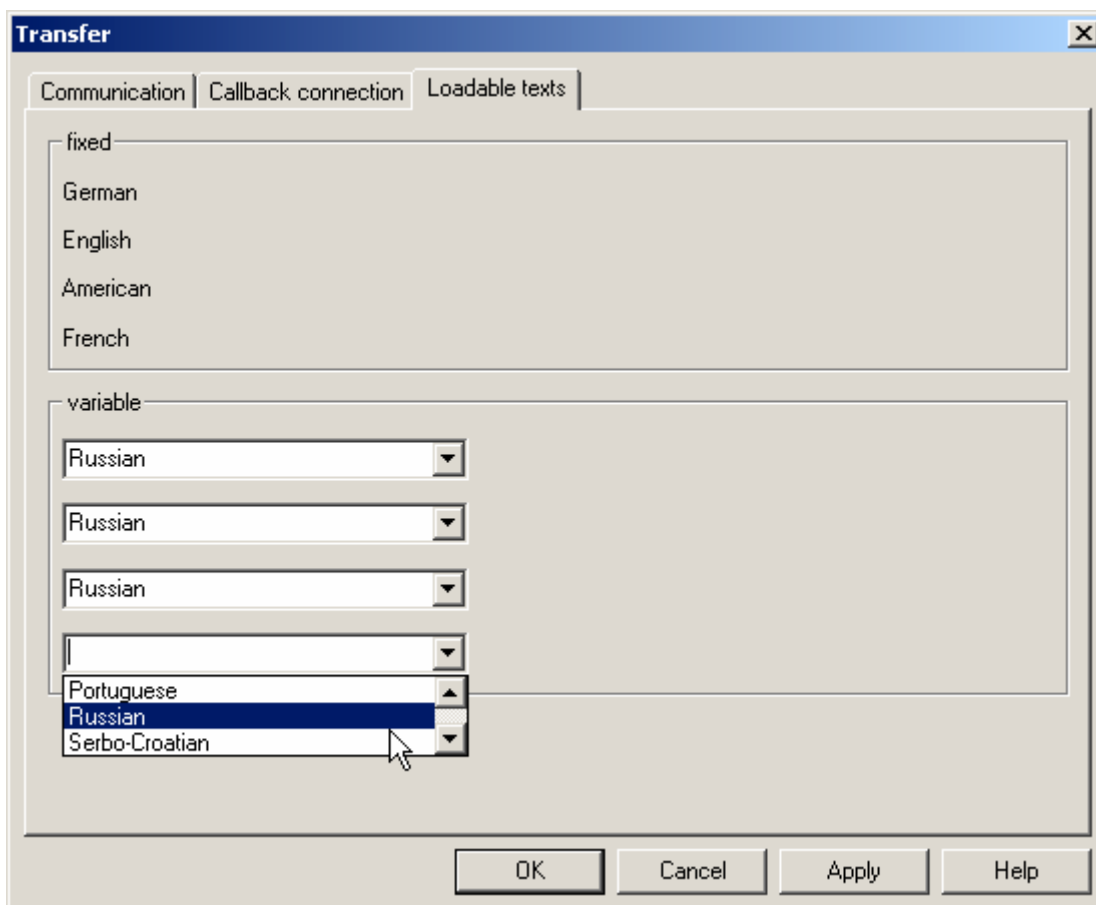 Transfer
Communication Callback connection Loadable texts
fixed
German
English
American
French
variable
Russian
Russian
Russian
Portuguese
Russian
Serbo-Croatian
OK Cancel Apply Help